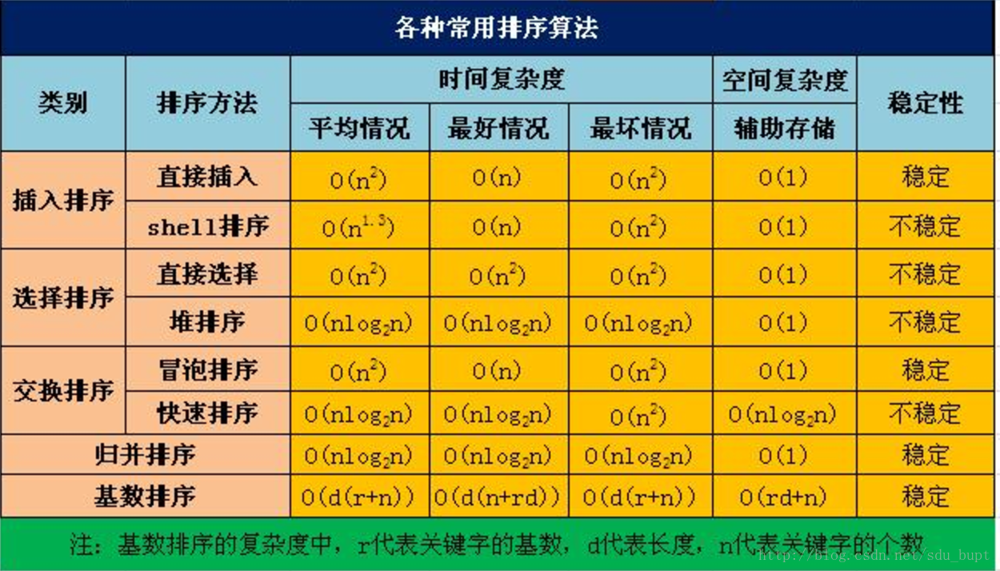 各种常用排序算法
类别 排序方法 时间复杂度 空间复杂度 稳定性
平均情况 最好情况 最坏情况 辅助存储
插入排序 直接插入 O(n²) O(n) O(n²) O(1) 稳定
shell排序 O(n¹·³) O(n) O(n²) O(1) 不稳定
选择排序 直接选择 O(n²) O(n²) O(n²) O(1) 不稳定
堆排序 O(nlog₂n) O(nlog₂n) O(nlog₂n) O(1) 不稳定
交换排序 冒泡排序 O(n²) O(n) O(n²) O(1) 稳定
快速排序 O(nlog₂n) O(nlog₂n) O(n²) O(nlog₂n) 不稳定
归并排序 O(nlog₂n) O(nlog₂n) O(nlog₂n) O(1) 稳定
基数排序 O(d(r+n)) O(d(n+rd)) O(d(r+n)) O(rd+n) 稳定
注：基数排序的复杂度中，r代表关键字的基数，d代表长度，n代表关键字的个数
http://blog.csdn.net/sdu_bupt